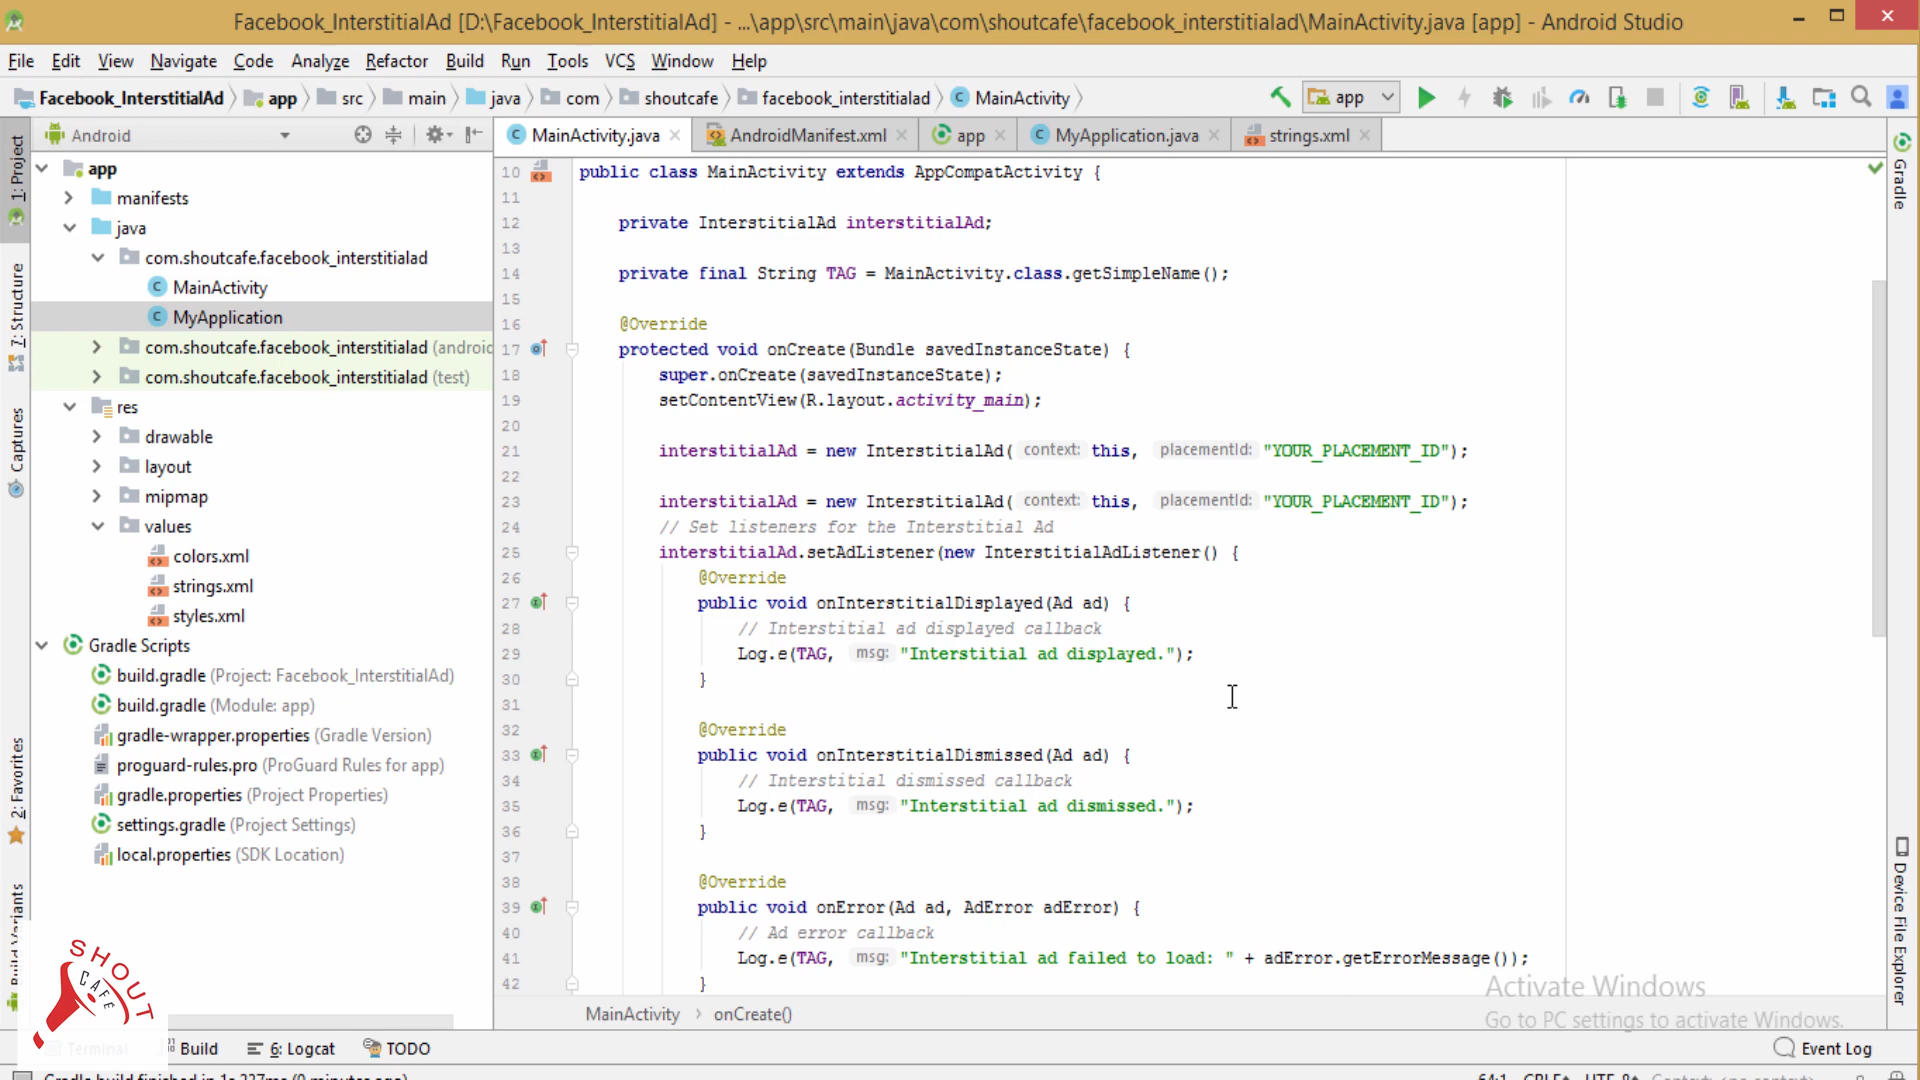 Facebook_InterstitialAd [D:\Facebook_InterstitialAd] - ...\app\src\main\java\com\shoutcafe\facebook_interstitialad\MainActivity.java [app] - Android Studio
File Edit View Navigate Code Analyze Refactor Build Run Tools VCS Window Help
Facebook_InterstitialAd app src main java com shoutcafe facebook_interstitialad MainActivity app
Android
MainActivity.java AndroidManifest.xml app MyApplication.java strings.xml
1: Project
7: Structure
Captures
2: Favorites
app
manifests
java
com.shoutcafe.facebook_interstitialad
MainActivity
MyApplication
com.shoutcafe.facebook_interstitialad (android
com.shoutcafe.facebook_interstitialad (test)
res
drawable
layout
mipmap
values
colors.xml
strings.xml
styles.xml
Gradle Scripts
build.gradle (Project: Facebook_InterstitialAd)
build.gradle (Module: app)
gradle-wrapper.properties (Gradle Version)
proguard-rules.pro (ProGuard Rules for app)
gradle.properties (Project Properties)
settings.gradle (Project Settings)
local.properties (SDK Location)
10 public class MainActivity extends AppCompatActivity {
11
12 private InterstitialAd interstitialAd;
13
14 private final String TAG = MainActivity.class.getSimpleName();
15
16 @Override
17 protected void onCreate(Bundle savedInstanceState) {
18 super.onCreate(savedInstanceState);
19 setContentView(R.layout.activity_main);
20
21 interstitialAd = new InterstitialAd( context: this, placementId: "YOUR_PLACEMENT_ID");
22
23 interstitialAd = new InterstitialAd( context: this, placementId: "YOUR_PLACEMENT_ID");
24 // Set listeners for the Interstitial Ad
25 interstitialAd.setAdListener(new InterstitialAdListener() {
26 @Override
27 public void onInterstitialDisplayed(Ad ad) {
28 // Interstitial ad displayed callback
29 Log.e(TAG, msg: "Interstitial ad displayed.");
30 }
31
32 @Override
33 public void onInterstitialDismissed(Ad ad) {
34 // Interstitial dismissed callback
35 Log.e(TAG, msg: "Interstitial ad dismissed.");
36 }
37
38 @Override
39 public void onError(Ad ad, AdError adError) {
40 // Ad error callback
41 Log.e(TAG, msg: "Interstitial ad failed to load: " + adError.getErrorMessage());
42 }
Gradle
Device File Explorer
Activate Windows
Go to PC settings to activate Windows.
MainActivity onCreate()
SHOUT
CAFE
Terminal Build 6: Logcat TODO Event Log